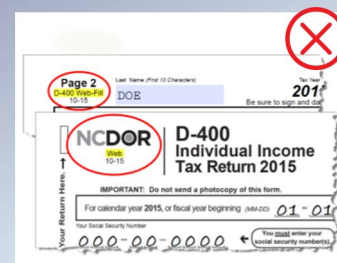 Page 2
D-400 Web-Fill
10-15
Last Name (First 10 Characters)
DOE
Tax Year
201
Be sure to sign and da
NCDOR
Web
10-15
D-400
Individual Income
Tax Return 2015
IMPORTANT: Do not send a photocopy of this form.
For calendar year 2015, or fiscal year beginning (MM-DD) 01 - 01
Your Social Security Number
000-00-0000
You must enter your
social security number(s).
Your Return Here.